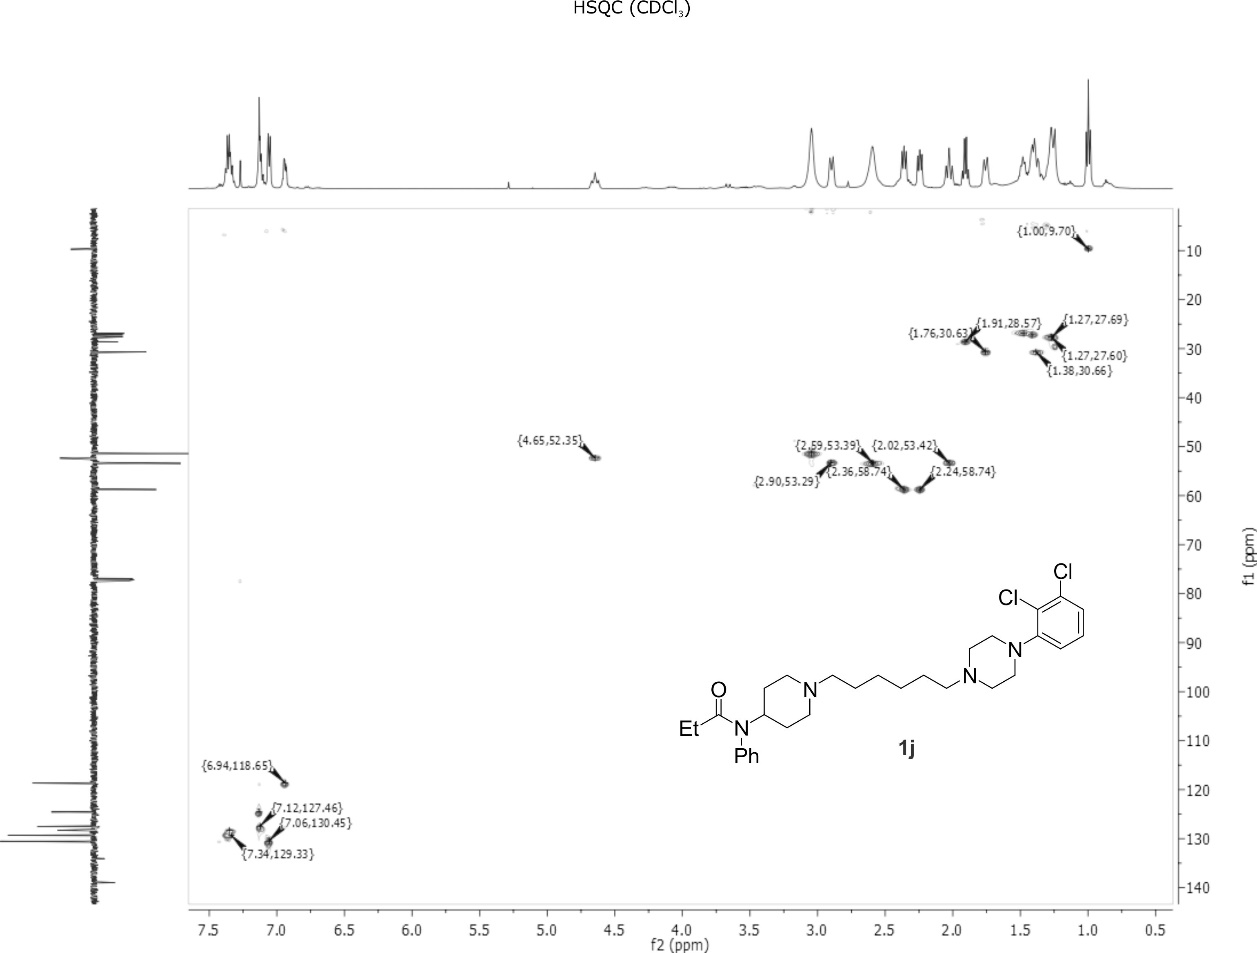 HSQC (CDCl₃)
{1.00,9.70}
{1.91,28.57}
{1.27,27.69}
{1.76,30.63}
{1.27,27.60}
{1.38,30.66}
{4.65,52.35}
{2.59,53.39}
{2.02,53.42}
{2.36,58.74}
{2.24,58.74}
{2.90,53.29}
{6.94,118.65}
{7.12,127.46}
{7.06,130.45}
{7.34,129.33}
Cl
Cl
N
N
N
O
Et
N
Ph
1j
10
20
30
40
50
60
70
80
90
100
110
120
130
140
f1 (ppm)
7.5 7.0 6.5 6.0 5.5 5.0 4.5 4.0 3.5 3.0 2.5 2.0 1.5 1.0 0.5
f2 (ppm)